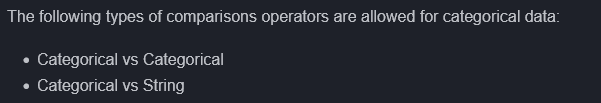 The following types of comparisons operators are allowed for categorical data:
• Categorical vs Categorical
• Categorical vs String